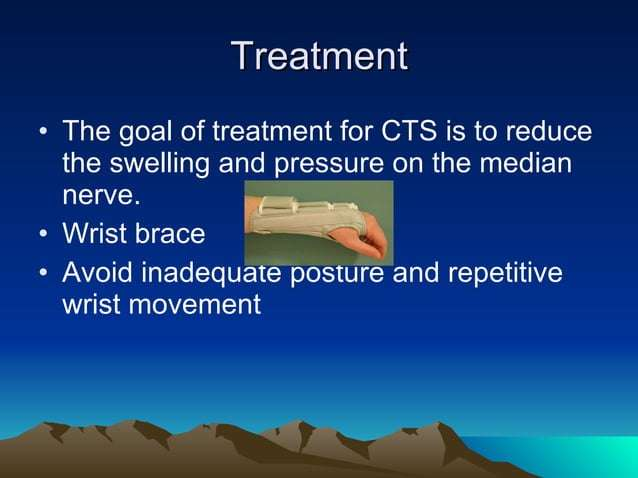 Treatment
• The goal of treatment for CTS is to reduce
the swelling and pressure on the median
nerve.
• Wrist brace
• Avoid inadequate posture and repetitive
wrist movement